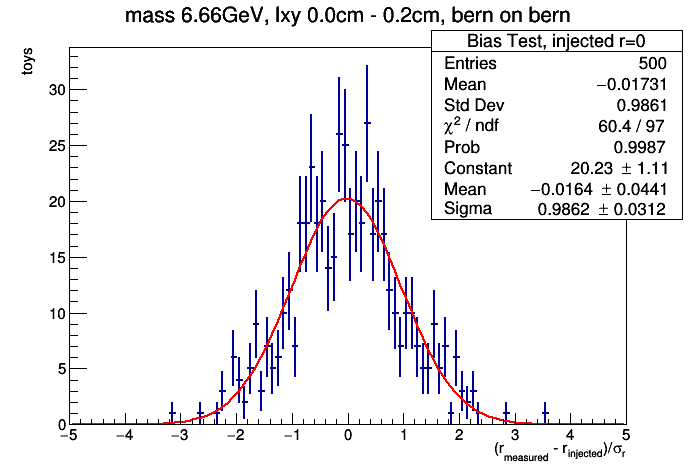 mass 6.66GeV, lxy 0.0cm - 0.2cm, bern on bern
toys
Bias Test, injected r=0
Entries 500
Mean −0.01731
Std Dev 0.9861
χ² / ndf 60.4 / 97
Prob 0.9987
Constant 20.23 ± 1.11
Mean −0.0164 ± 0.0441
Sigma 0.9862 ± 0.0312
30
25
20
15
10
5
0
−5 −4 −3 −2 −1 0 1 2 3 4 5
(r_measured - r_injected)/σ_r